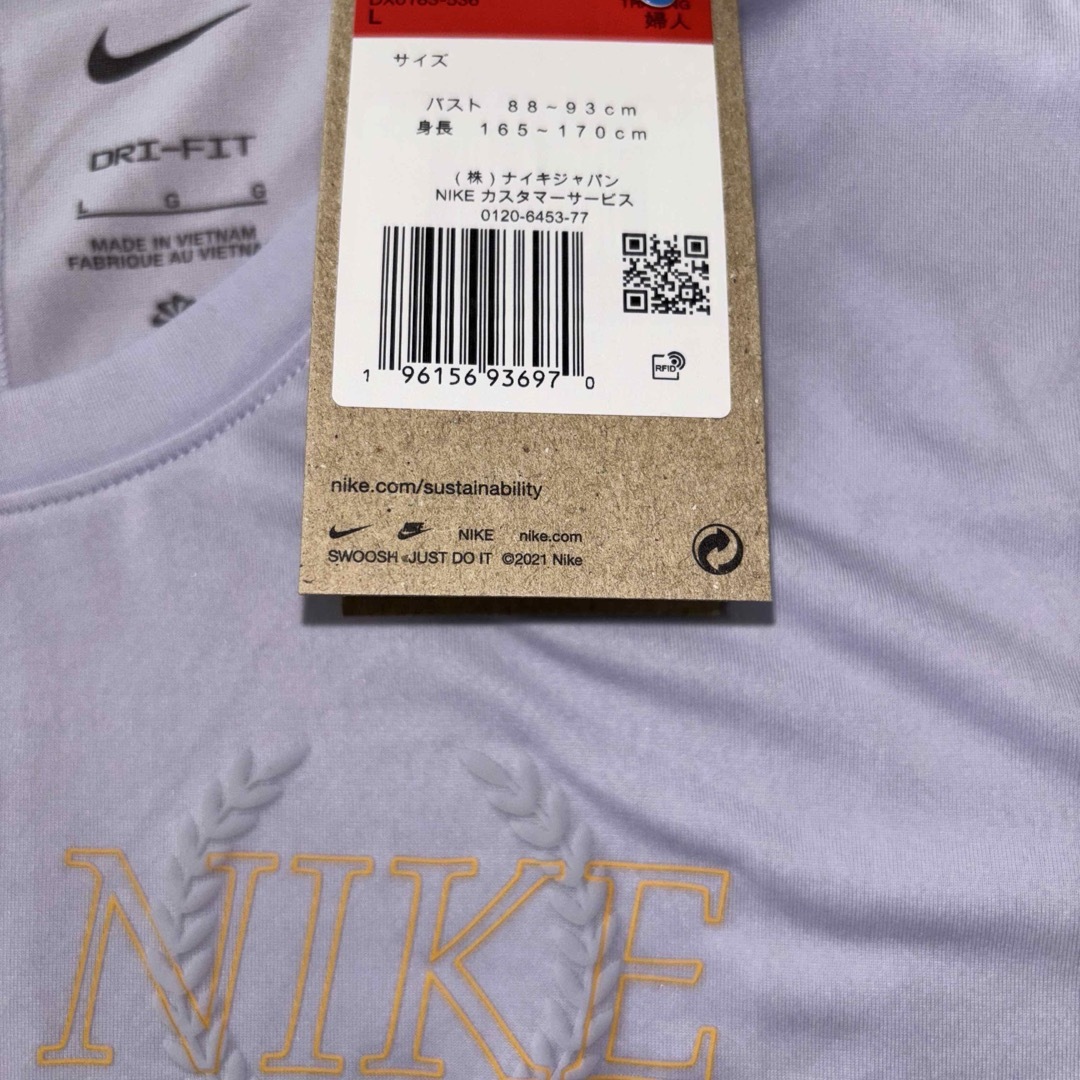 DRI-FIT
L G G
MADE IN VIETNAM
FABRIQUE AU VIETNA
L
婦人
サイズ
バスト 88~93cm
身長 165~170cm
(株)ナイキジャパン
NIKE カスタマーサービス
0120-6453-77
1 96156 93697 0
RFID
nike.com/sustainability
NIKE nike.com
SWOOSH JUST DO IT ©2021 Nike
NIKE